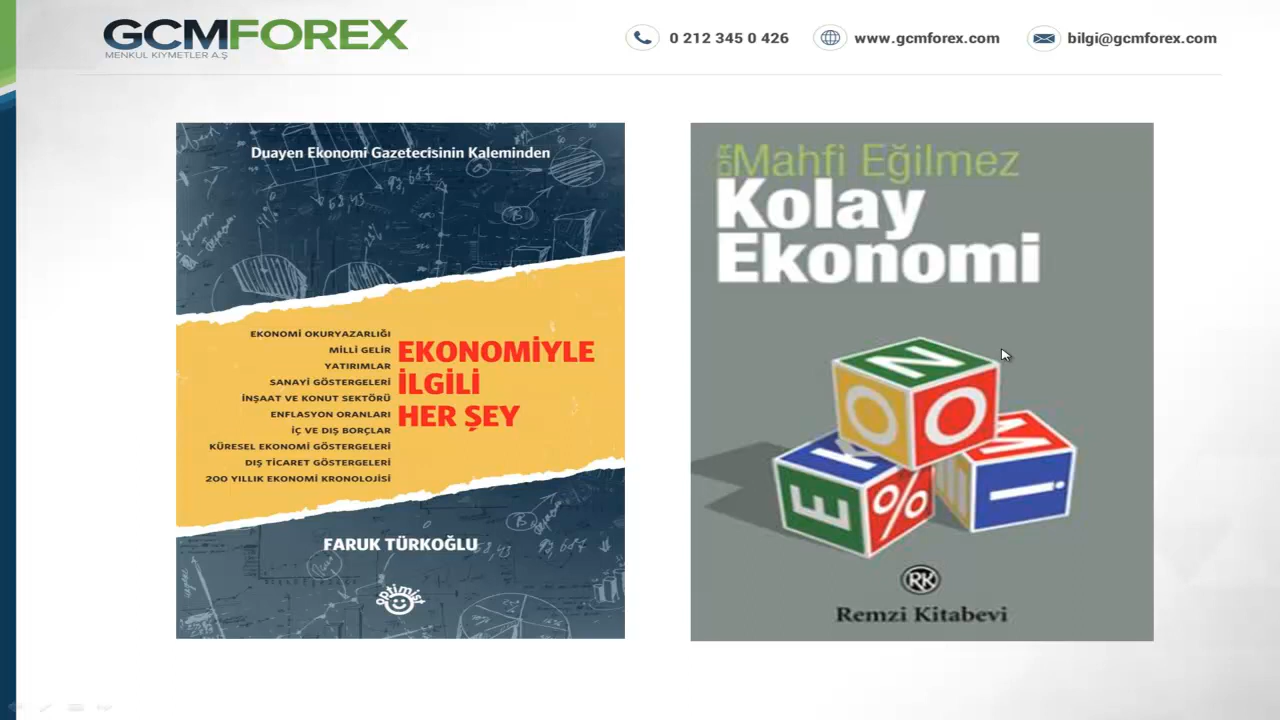 GCMFOREX
MENKUL KIYMETLER A.Ş
0 212 345 0 426
www.gcmforex.com
bilgi@gcmforex.com
Duayen Ekonomi Gazetecisinin Kaleminden
EKONOMİ OKURYAZARLIĞI
MİLLİ GELİR
YATIRIMLAR
SANAYİ GÖSTERGELERİ
İNŞAAT VE KONUT SEKTÖRÜ
ENFLASYON ORANLARI
İÇ VE DIŞ BORÇLAR
KÜRESEL EKONOMİ GÖSTERGELERİ
DIŞ TİCARET GÖSTERGELERİ
200 YILLIK EKONOMİ KRONOLOJİSİ
EKONOMİYLE
İLGİLİ
HER ŞEY
FARUK TÜRKOĞLU
optimist
DR Mahfi Eğilmez
Kolay
Ekonomi
N
O O
E K % M İ
RK
Remzi Kitabevi